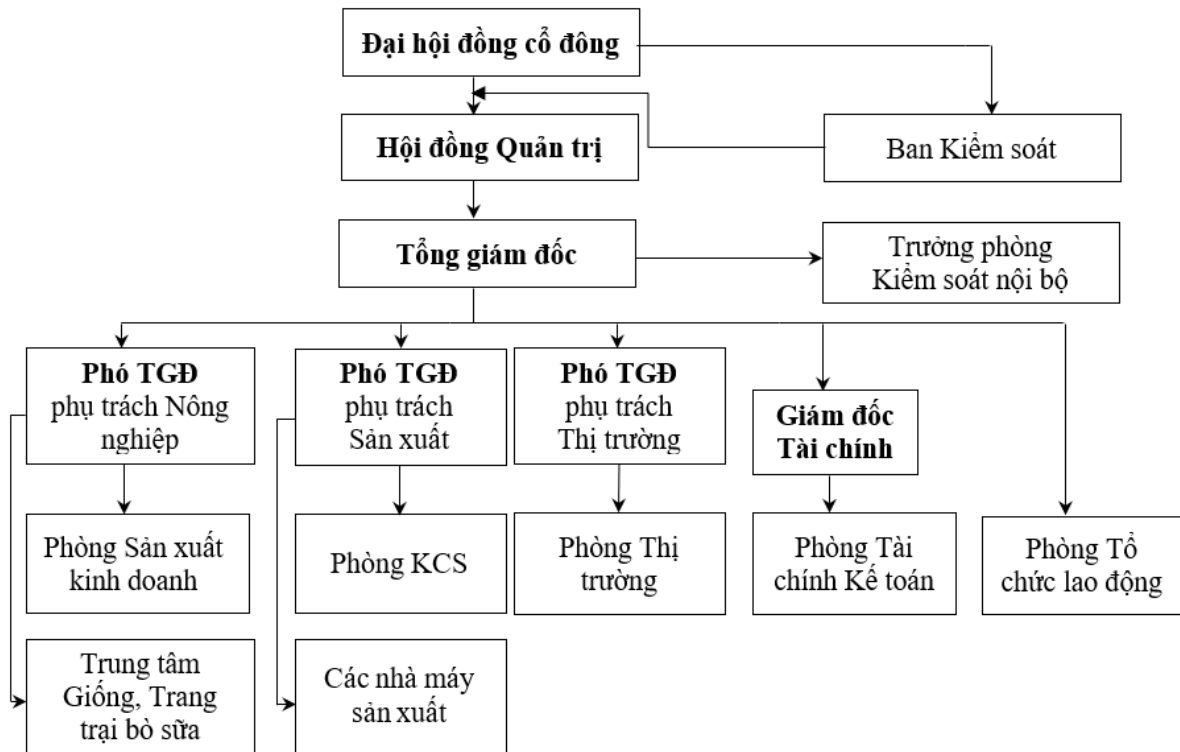 Đại hội đồng cổ đông
Hội đồng Quản trị
Ban Kiểm soát
Tổng giám đốc
Trưởng phòng
Kiểm soát nội bộ
Phó TGĐ
phụ trách Nông
nghiệp
Phó TGĐ
phụ trách
Sản xuất
Phó TGĐ
phụ trách
Thị trường
Giám đốc
Tài chính
Phòng Sản xuất
kinh doanh
Phòng KCS
Phòng Thị
trường
Phòng Tài
chính Kế toán
Phòng Tổ
chức lao động
Trung tâm
Giống, Trang
trại bò sữa
Các nhà máy
sản xuất